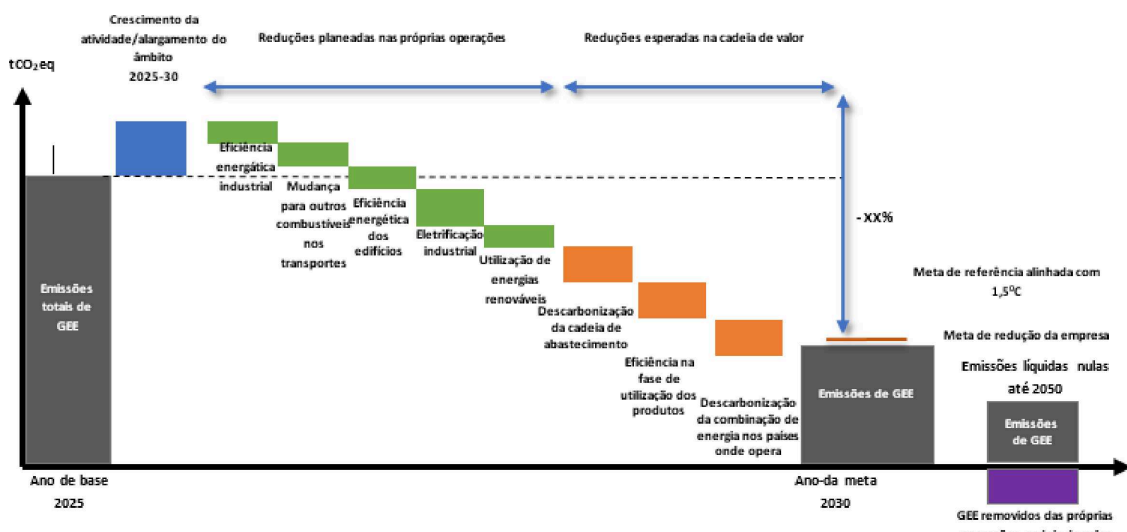 Crescimento da
atividade/alargamento do
âmbito
2025-30
Reduções planeadas nas próprias operações
Reduções esperadas na cadeia de valor
tCO₂eq
Eficiência
energética
industrial
Mudança
para outros
combustíveis
nos
transportes
Eficiência
energética
dos
edifícios
Eletrificação
industrial
Utilização de
energias
renováveis
Descarbonização
da cadeia de
abastecimento
Eficiência na
fase de
utilização dos
produtos
Descarbonização
da combinação de
energia nos países
onde opera
- XX%
Meta de referência alinhada com
1,5⁰C
Meta de redução da empresa
Emissões líquidas nulas
até 2050
Emissões
totais de
GEE
Emissões de GEE
Emissões
de GEE
Ano de base
2025
Ano-da meta
2030
GEE removidos das próprias